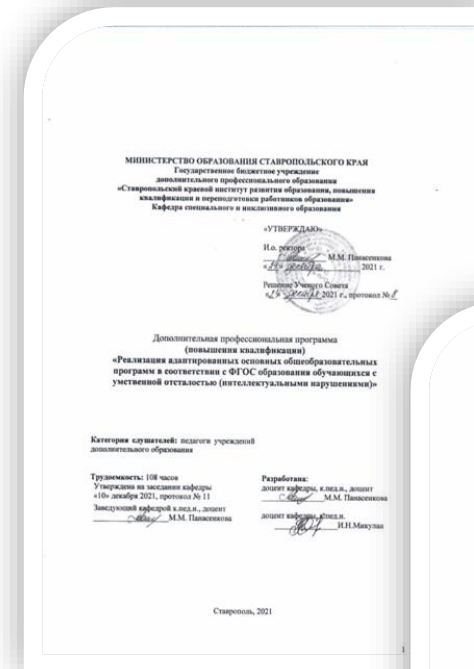 МИНИСТЕРСТВО ОБРАЗОВАНИЯ СТАВРОПОЛЬСКОГО КРАЯ
Государственное бюджетное учреждение
дополнительного профессионального образования
«Ставропольский краевой институт развития образования, повышения
квалификации и переподготовки работников образования»
Кафедра специального и инклюзивного образования
«УТВЕРЖДАЮ»
И.о. ректора
М.М. Панасенкова
декабря 2021 г.
Решение Ученого Совета
декабря 2021 г., протокол № 8
Дополнительная профессиональная программа
(повышения квалификации)
«Реализация адаптированных основных общеобразовательных
программ в соответствии с ФГОС образования обучающихся с
умственной отсталостью (интеллектуальными нарушениями)»
Категория слушателей: педагоги учреждений
дополнительного образования
Трудоемкость: 108 часов
Утверждена на заседании кафедры
«10» декабря 2021, протокол № 11
Заведующий кафедрой к.пед.н., доцент
М.М. Панасенкова
Разработана:
доцент кафедры, к.пед.н., доцент
М.М. Панасенкова
доцент кафедры, к.пед.н.
И.Н.Микулан
Ставрополь, 2021
1